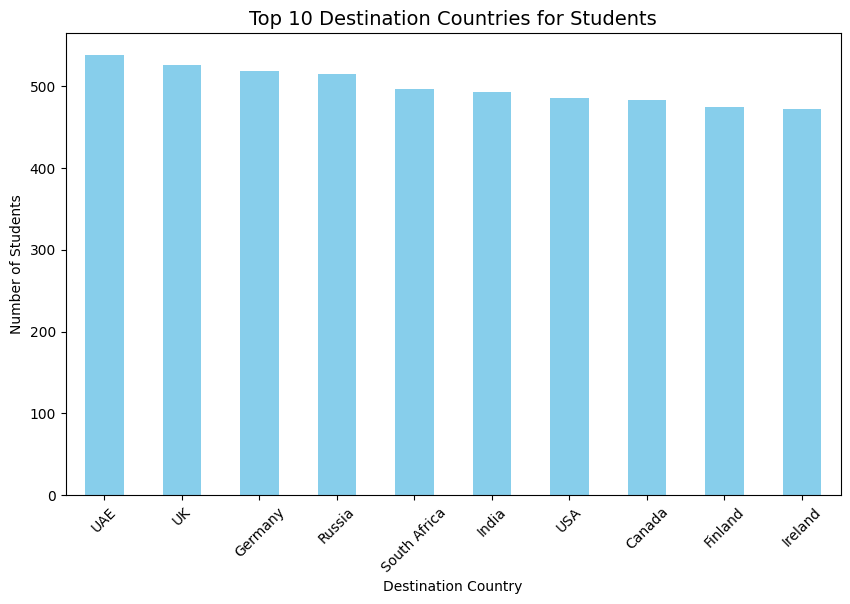 Top 10 Destination Countries for Students
Number of Students
500
400
300
200
100
0
UAE
UK
Germany
Russia
South Africa
India
USA
Canada
Finland
Ireland
Destination Country